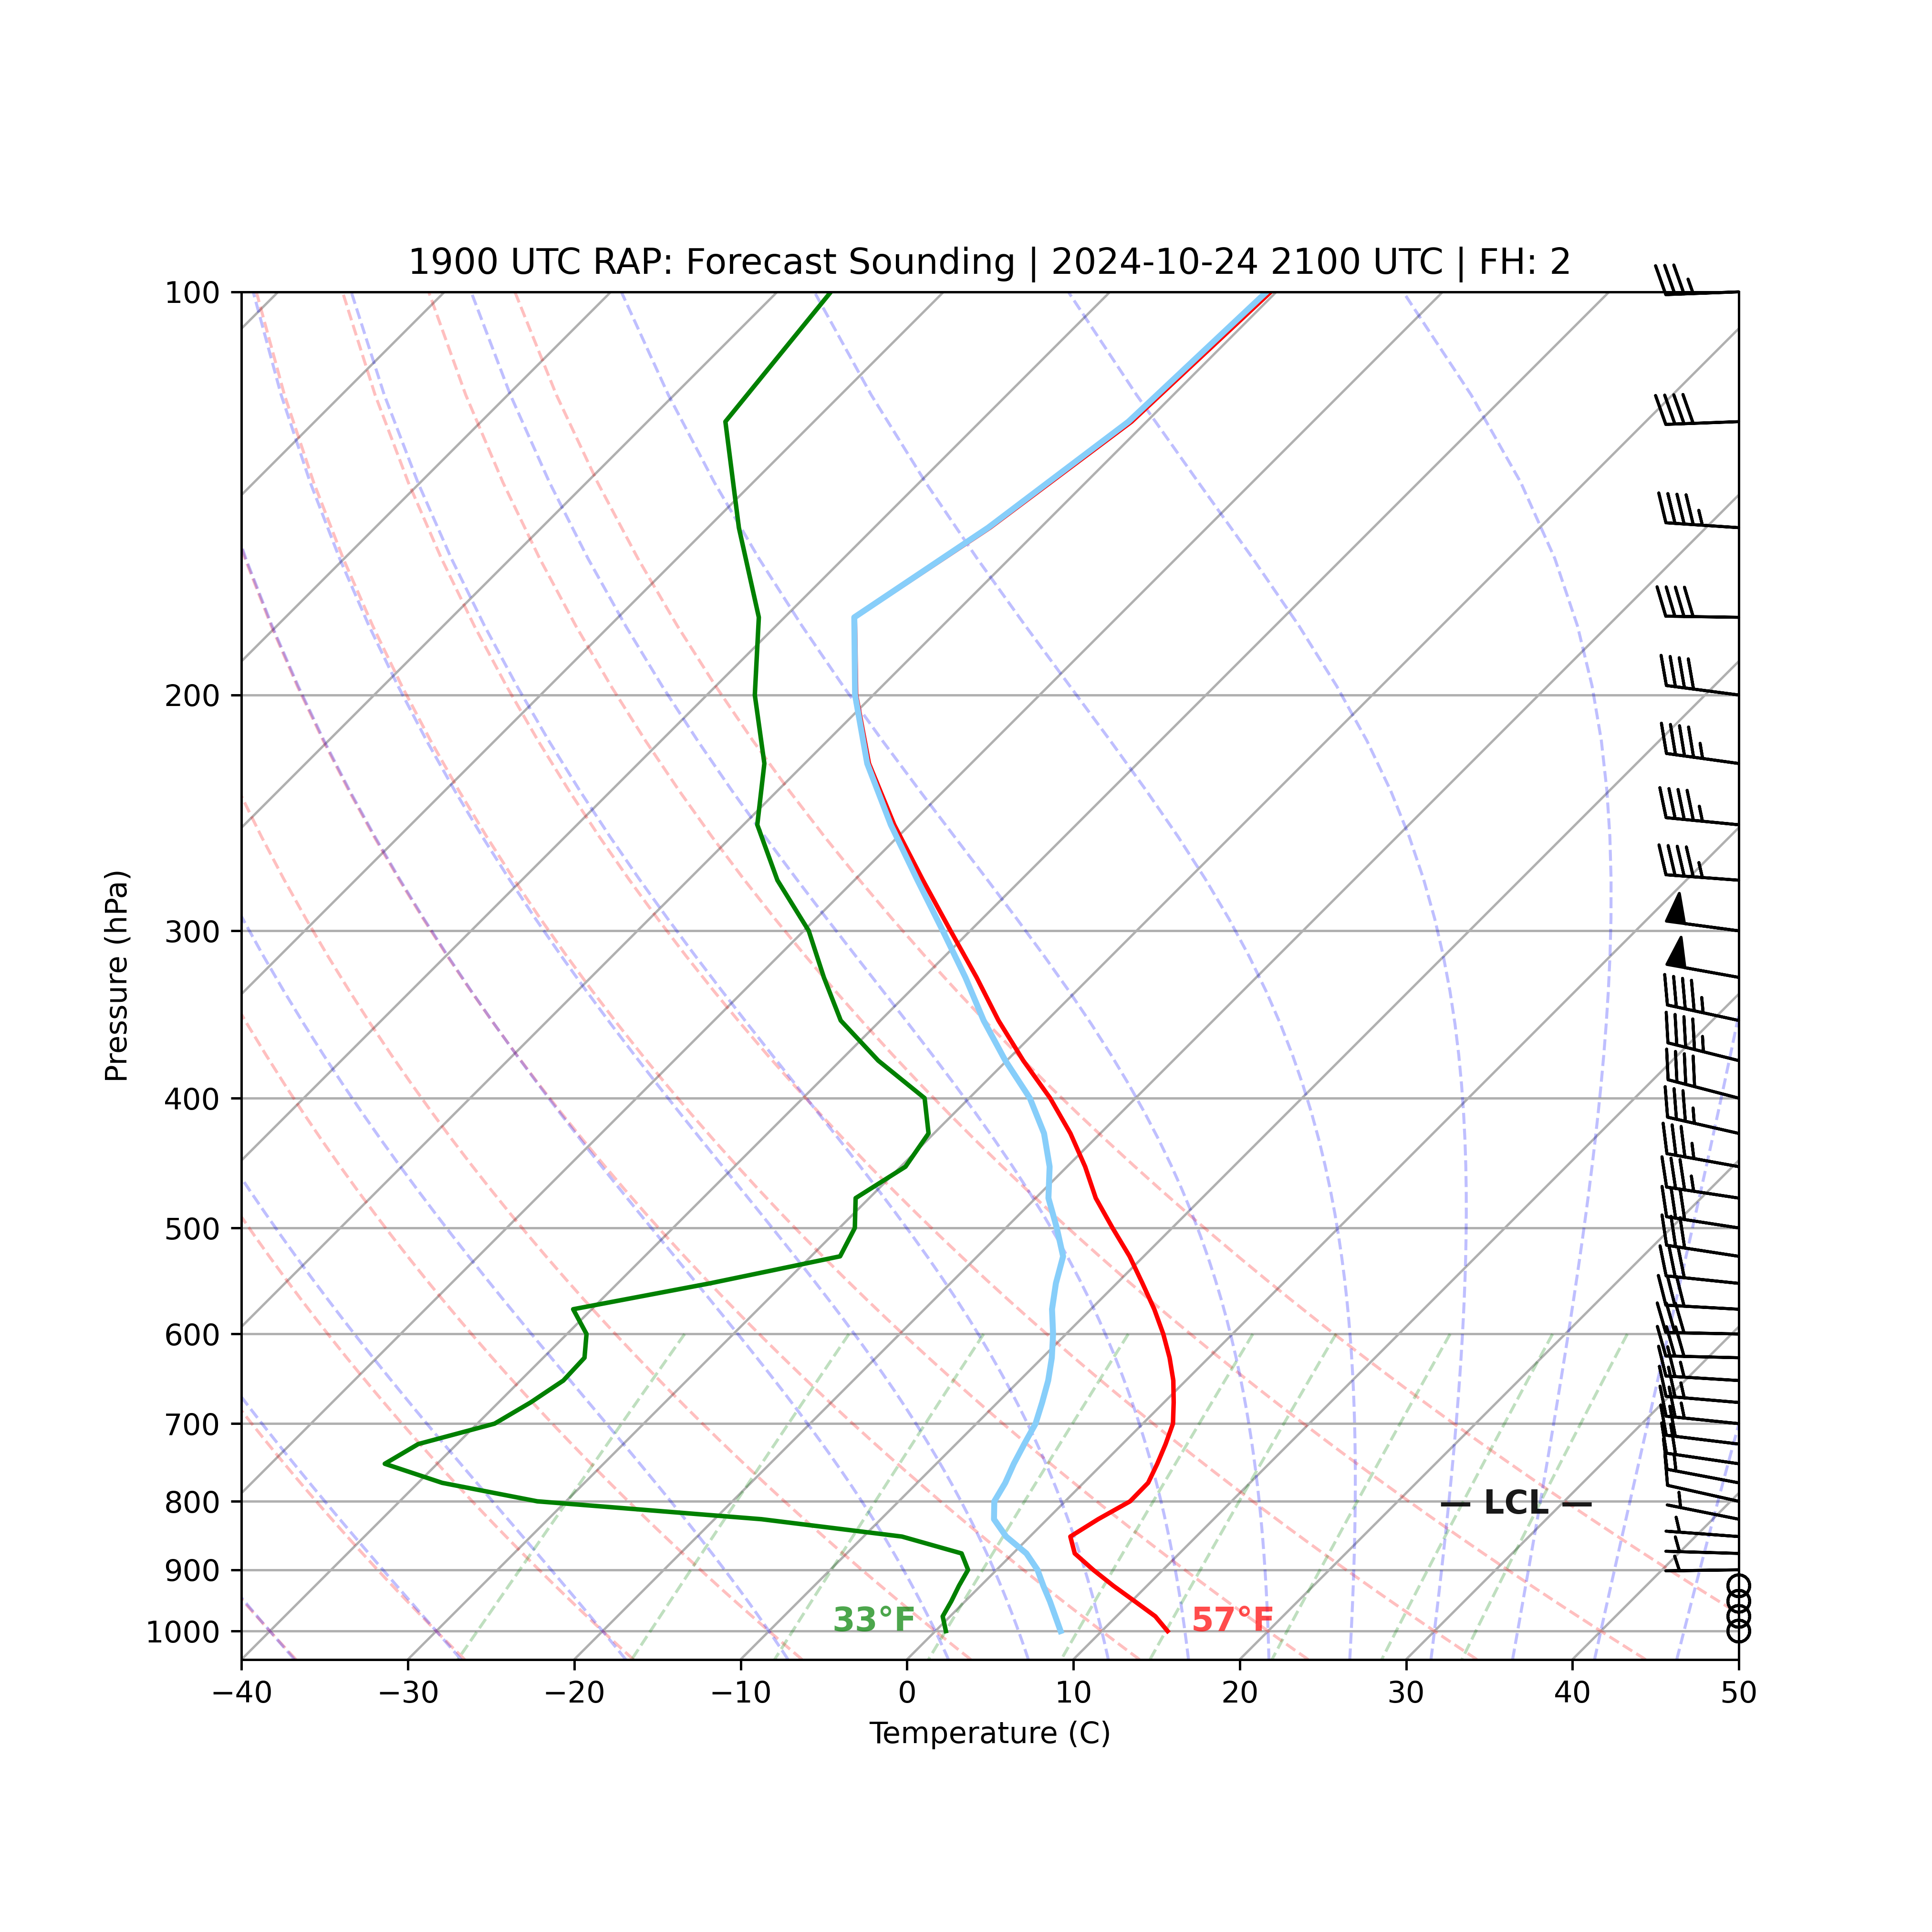 1900 UTC RAP: Forecast Sounding | 2024-10-24 2100 UTC | FH: 2
100
200
300
400
500
600
700
800
900
1000
Pressure (hPa)
— LCL —
33°F
57°F
−40 −30 −20 −10 0 10 20 30 40 50
Temperature (C)